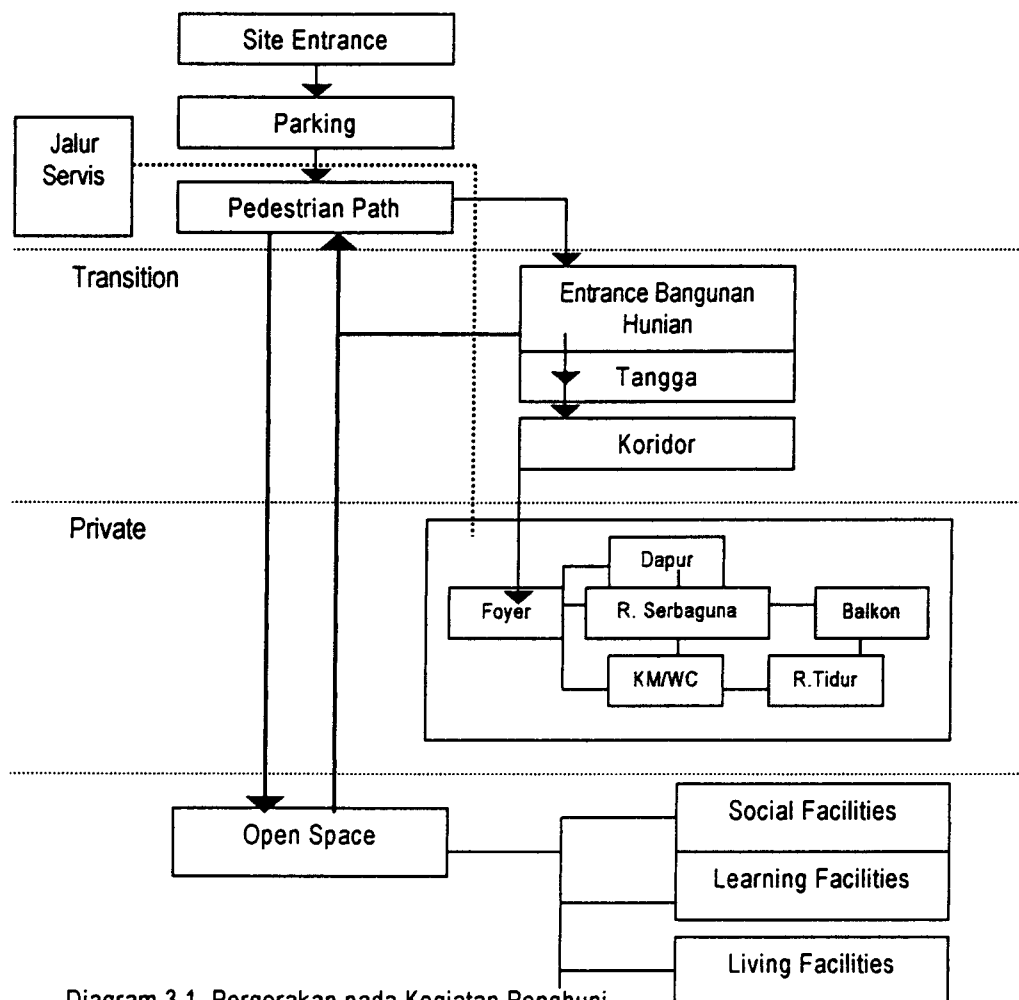 Site Entrance
Parking
Jalur
Servis
Pedestrian Path
Transition
Entrance Bangunan
Hunian
Tangga
Koridor
Private
Dapur
Foyer
R. Serbaguna
Balkon
KM/WC
R.Tidur
Open Space
Social Facilities
Learning Facilities
Living Facilities
Diagram 3.1. Pergerakan pada Kegiatan Penghuni